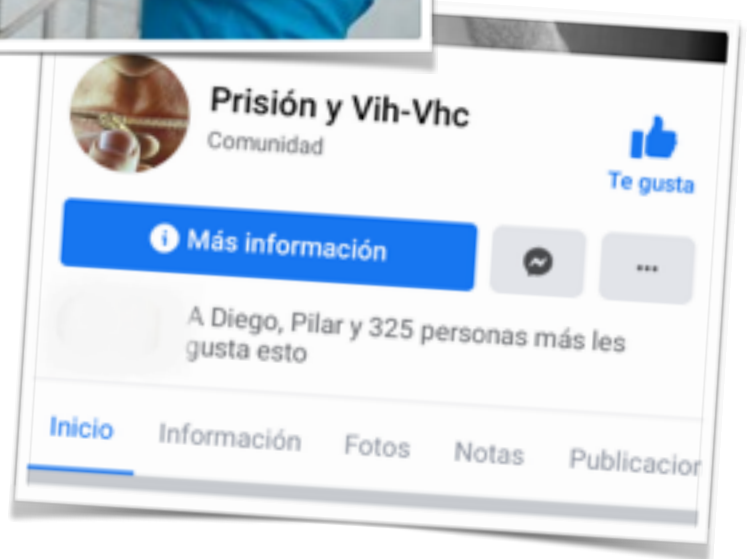 Prisión y Vih-Vhc
Comunidad
Te gusta
Más información
A Diego, Pilar y 325 personas más les
gusta esto
Inicio
Información
Fotos
Notas
Publicacion